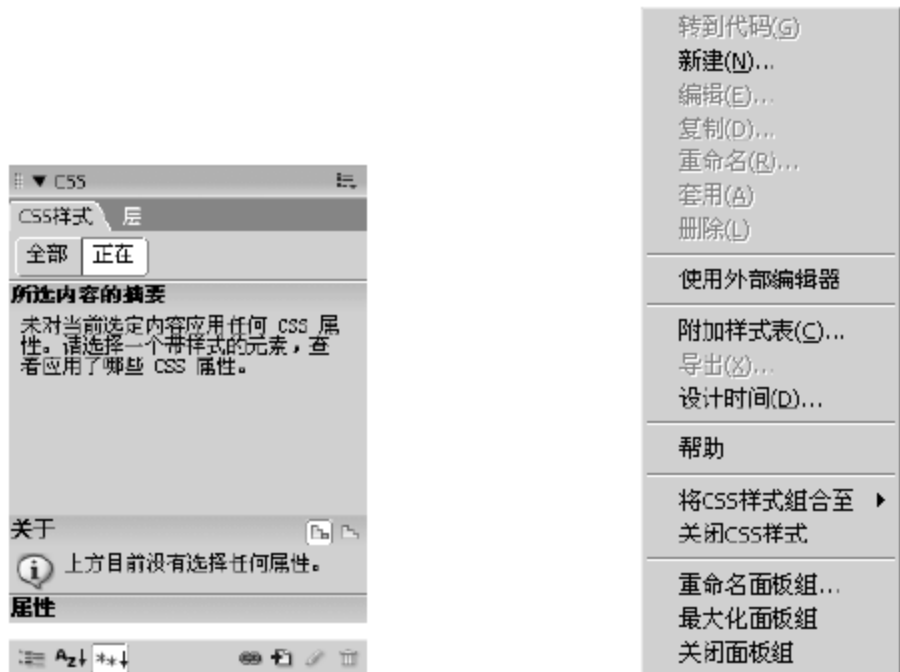 CSS
CSS样式
层
全部
正在
所选内容的摘要
未对当前选定内容应用任何 CSS 属
性。请选择一个带样式的元素，查
看应用了哪些 CSS 属性。
关于
上方目前没有选择任何属性。
属性
转到代码(G)
新建(N)...
编辑(E)...
复制(D)...
重命名(R)...
套用(A)
删除(L)
使用外部编辑器
附加样式表(C)...
导出(X)...
设计时间(D)...
帮助
将CSS样式组合至
关闭CSS样式
重命名面板组...
最大化面板组
关闭面板组